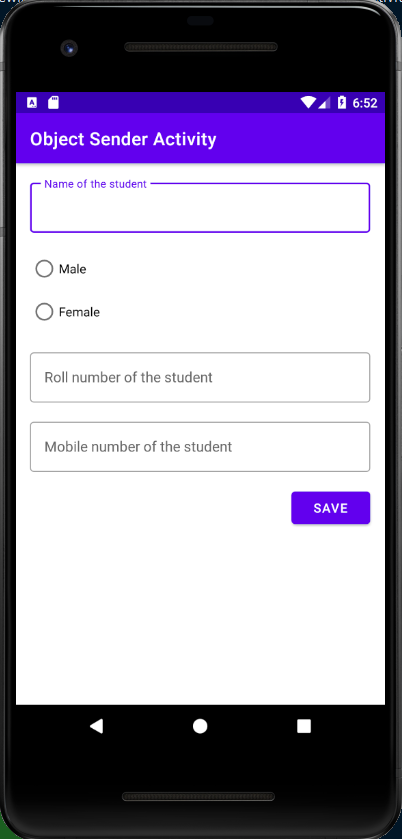 6:52
Object Sender Activity
Name of the student
Male
Female
Roll number of the student
Mobile number of the student
SAVE